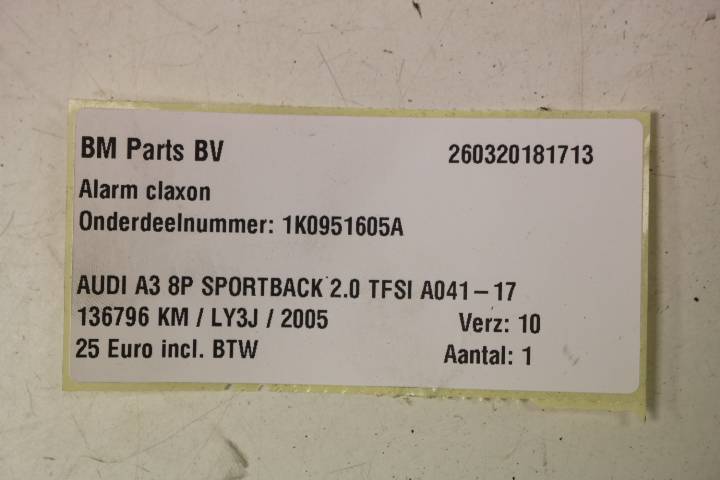 BM Parts BV 260320181713
Alarm claxon
Onderdeelnummer: 1K0951605A
AUDI A3 8P SPORTBACK 2.0 TFSI A041-17
136796 KM / LY3J / 2005 Verz: 10
25 Euro incl. BTW Aantal: 1